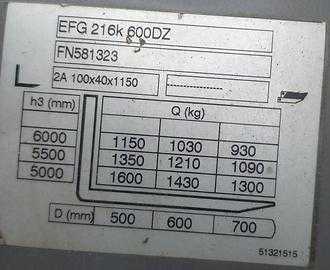 EFG 216k 600DZ
FN581323
2A 100x40x1150
h3 (mm) Q (kg)
6000 1150 1030 930
5500 1350 1210 1090
5000 1600 1430 1300
D (mm) 500 600 700
51321515